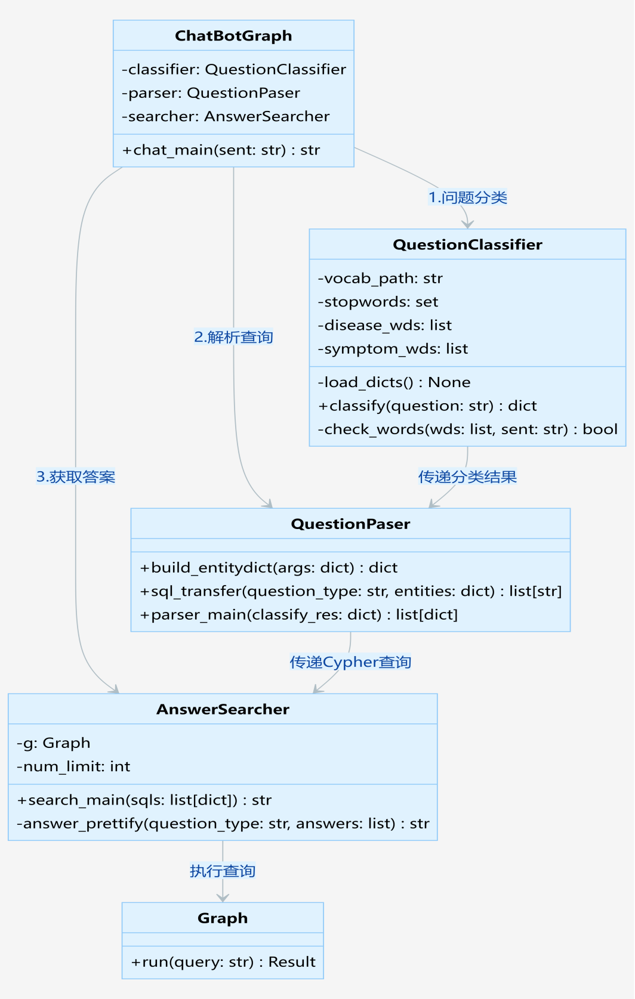 ChatBotGraph
-classifier: QuestionClassifier
-parser: QuestionPaser
-searcher: AnswerSearcher
+chat_main(sent: str) : str
1.问题分类
QuestionClassifier
-vocab_path: str
-stopwords: set
-disease_wds: list
-symptom_wds: list
-load_dicts() : None
+classify(question: str) : dict
-check_words(wds: list, sent: str) : bool
2.解析查询
3.获取答案
传递分类结果
QuestionPaser
+build_entitydict(args: dict) : dict
+sql_transfer(question_type: str, entities: dict) : list[str]
+parser_main(classify_res: dict) : list[dict]
传递Cypher查询
AnswerSearcher
-g: Graph
-num_limit: int
+search_main(sqls: list[dict]) : str
-answer_prettify(question_type: str, answers: list) : str
执行查询
Graph
+run(query: str) : Result